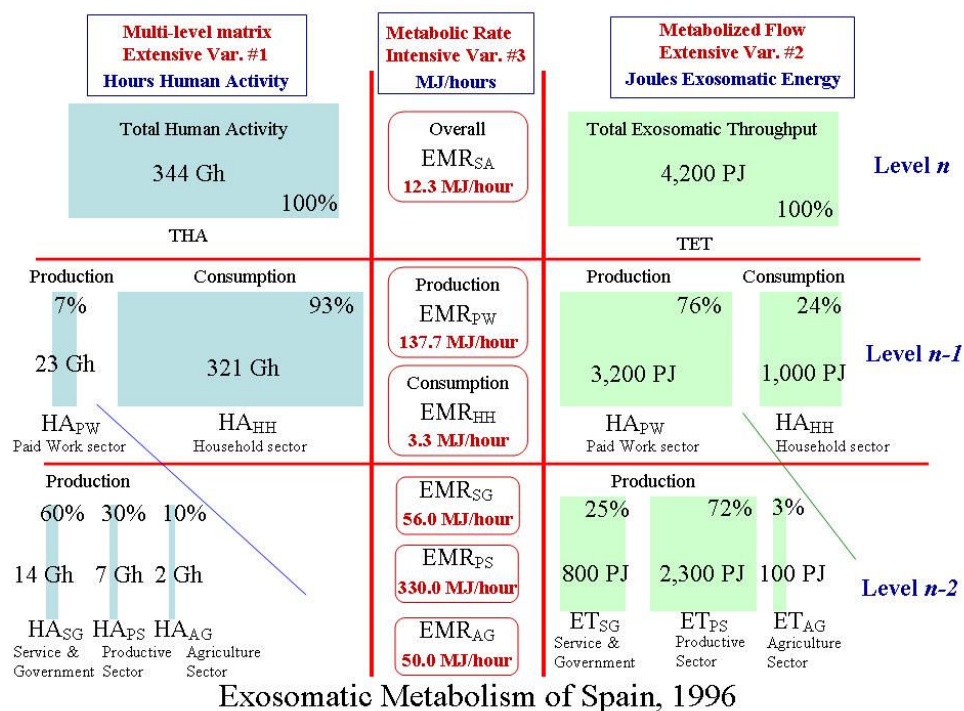 Multi-level matrix
Extensive Var. #1
Hours Human Activity
Metabolic Rate
Intensive Var. #3
MJ/hours
Metabolized Flow
Extensive Var. #2
Joules Exosomatic Energy
Total Human Activity
344 Gh
100%
THA
Overall
EMRSA
12.3 MJ/hour
Total Exosomatic Throughput
4,200 PJ
100%
TET
Level n
Production
Consumption
7%
93%
23 Gh
321 Gh
HAPW
HAHH
Paid Work sector
Household sector
Production
EMRPW
137.7 MJ/hour
Consumption
EMRHH
3.3 MJ/hour
Production
Consumption
76%
24%
3,200 PJ
1,000 PJ
HAPW
HAHH
Paid Work sector
Household sector
Level n-1
Production
60% 30% 10%
14 Gh 7 Gh 2 Gh
HASG HAPS HAAG
Service & Productive Agriculture
Government Sector Sector
EMRSG
56.0 MJ/hour
EMRPS
330.0 MJ/hour
EMRAG
50.0 MJ/hour
Production
25% 72% 3%
800 PJ 2,300 PJ 100 PJ
ETSG ETPS ETAG
Service & Productive Agriculture
Government Sector Sector
Level n-2
Exosomatic Metabolism of Spain, 1996